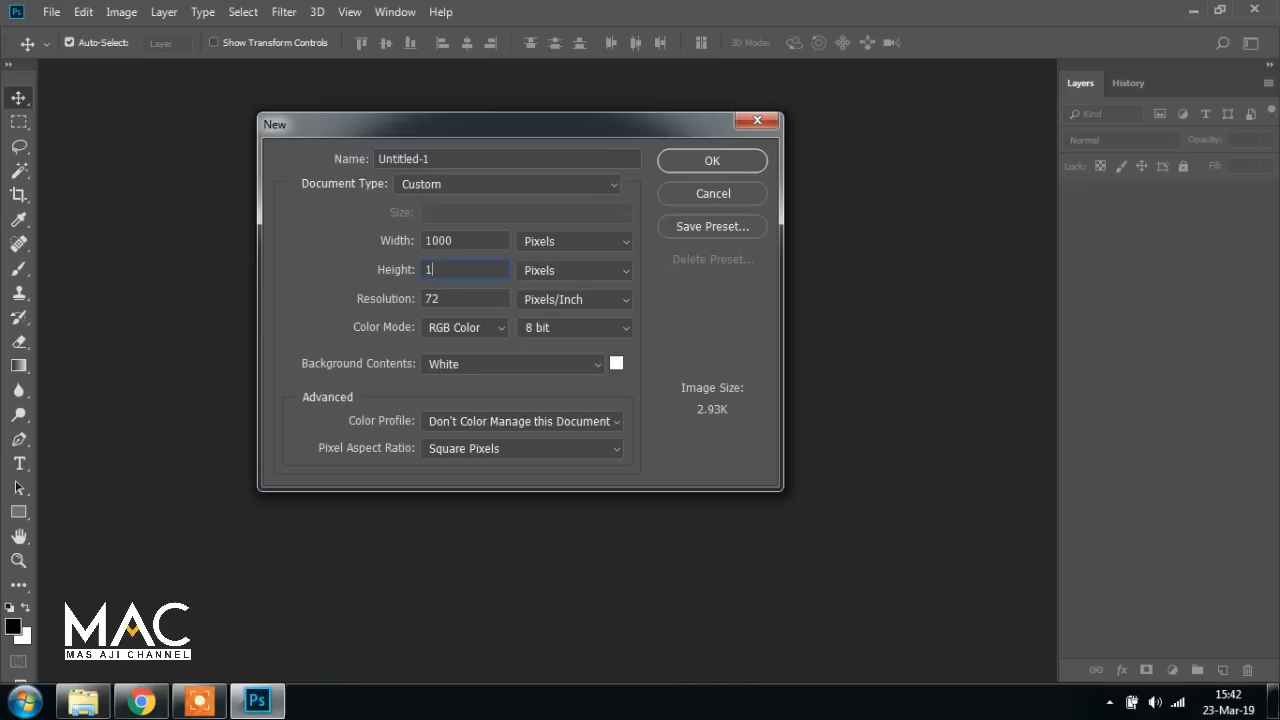 Ps File Edit Image Layer Type Select Filter 3D View Window Help
Auto-Select: Layer Show Transform Controls 3D Mode:
Layers History
Kind
Normal Opacity:
Lock: Fill:
New
Name: Untitled-1
OK
Document Type: Custom
Cancel
Size:
Save Preset...
Width: 1000 Pixels
Delete Preset...
Height: 1 Pixels
Resolution: 72 Pixels/Inch
Color Mode: RGB Color 8 bit
Background Contents: White
Image Size:
2.93K
Advanced
Color Profile: Don't Color Manage this Document
Pixel Aspect Ratio: Square Pixels
MAC
MAS AJI CHANNEL
fx
Ps
15:42
23-Mar-19